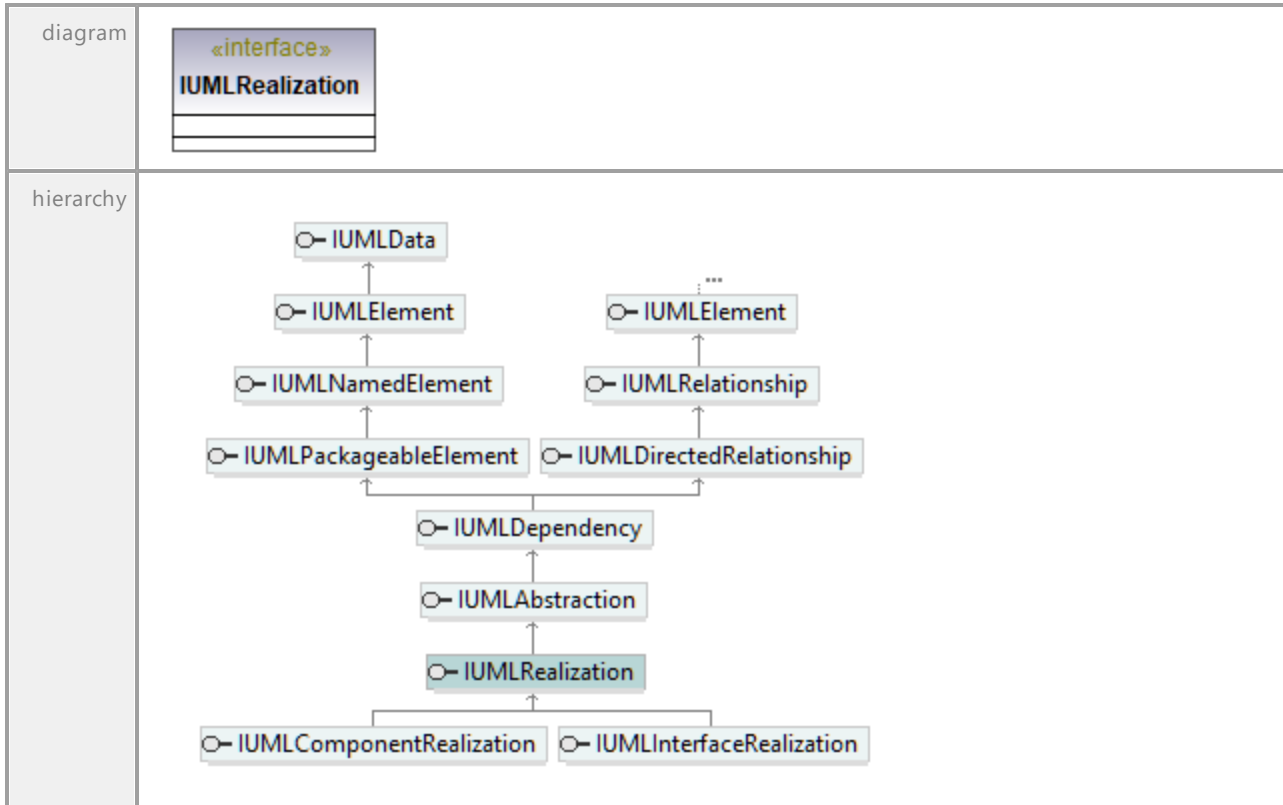 diagram
«interface»
IUMLRealization
hierarchy
IUMLData
...
IUMLElement IUMLElement
IUMLNamedElement IUMLRelationship
IUMLPackageableElement IUMLDirectedRelationship
IUMLDependency
IUMLAbstraction
IUMLRealization
IUMLComponentRealization IUMLInterfaceRealization